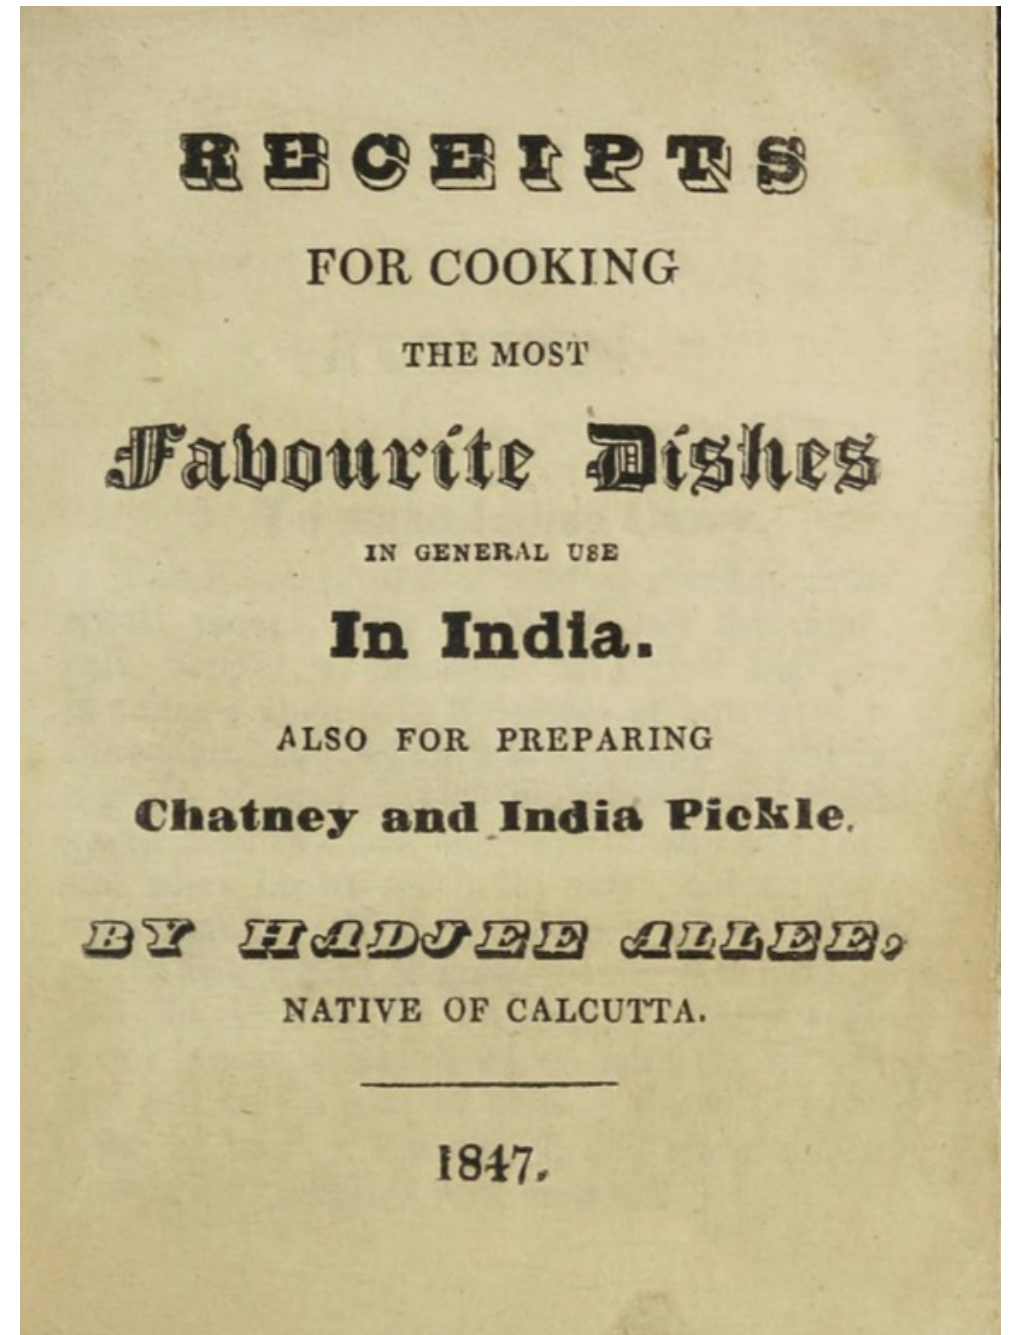 RECEIPTS
FOR COOKING
THE MOST
Favourite Dishes
IN GENERAL USE
In India.
ALSO FOR PREPARING
Chatney and India Pickle.
BY HADJEE ALLEE,
NATIVE OF CALCUTTA.
1847.